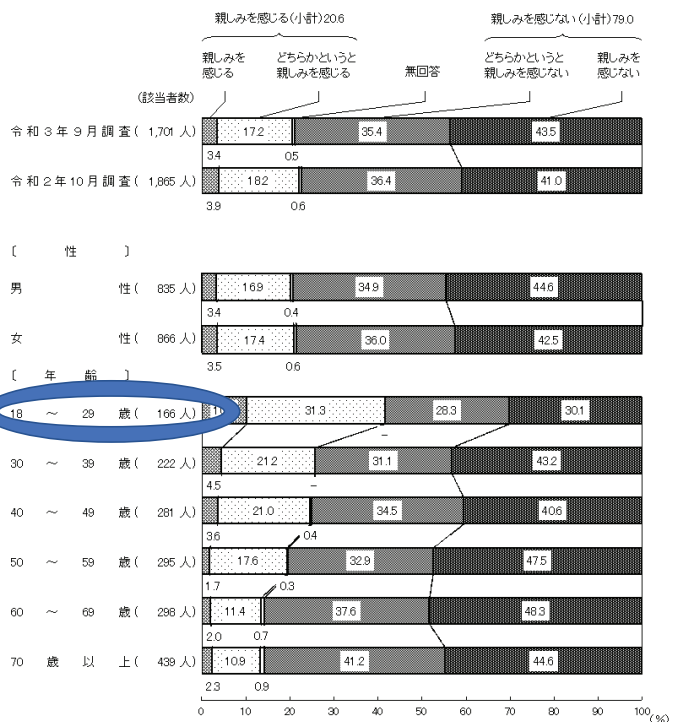 親しみを感じる(小計)20.6 親しみを感じない(小計)79.0
親しみを どちらかというと 無回答 どちらかというと 親しみを
感じる 親しみを感じる 親しみを感じない 感じない
(該当者数)
令和3年9月調査( 1,701 人) 17.2 35.4 43.5
3.4 0.5
令和2年10月調査( 1,865 人) 18.2 36.4 41.0
3.9 0.6
〔 性 〕
男 性( 835 人) 16.9 34.9 44.6
3.4 0.4
女 性( 866 人) 17.4 36.0 42.5
3.5 0.6
〔 年 齢 〕
18 ～ 29 歳( 166 人) 31.3 28.3 30.1
–
30 ～ 39 歳( 222 人) 21.2 31.1 43.2
4.5 –
40 ～ 49 歳( 281 人) 21.0 34.5 40.6
3.6 0.4
50 ～ 59 歳( 295 人) 17.6 32.9 47.5
1.7 0.3
60 ～ 69 歳( 298 人) 11.4 37.6 48.3
2.0 0.7
70 歳 以 上( 439 人) 10.9 41.2 44.6
2.3 0.9
0 10 20 30 40 50 60 70 80 90 100
(%)